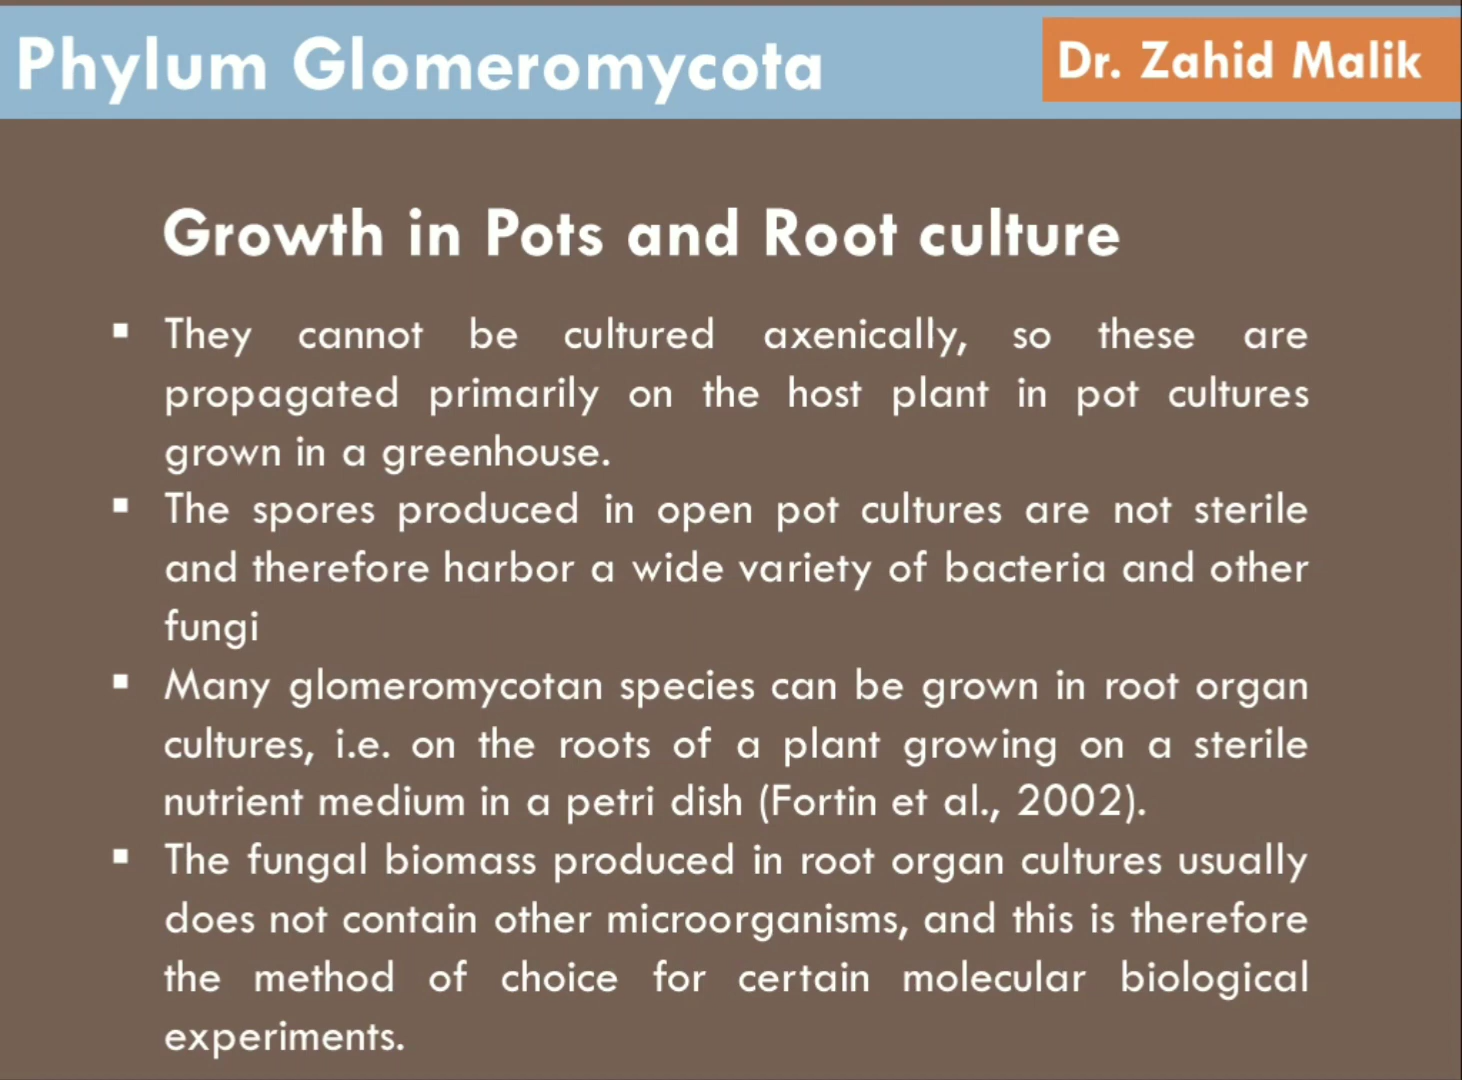 Phylum Glomeromycota
Dr. Zahid Malik
Growth in Pots and Root culture
▪ They cannot be cultured axenically, so these are
propagated primarily on the host plant in pot cultures
grown in a greenhouse.
▪ The spores produced in open pot cultures are not sterile
and therefore harbor a wide variety of bacteria and other
fungi
▪ Many glomeromycotan species can be grown in root organ
cultures, i.e. on the roots of a plant growing on a sterile
nutrient medium in a petri dish (Fortin et al., 2002).
▪ The fungal biomass produced in root organ cultures usually
does not contain other microorganisms, and this is therefore
the method of choice for certain molecular biological
experiments.